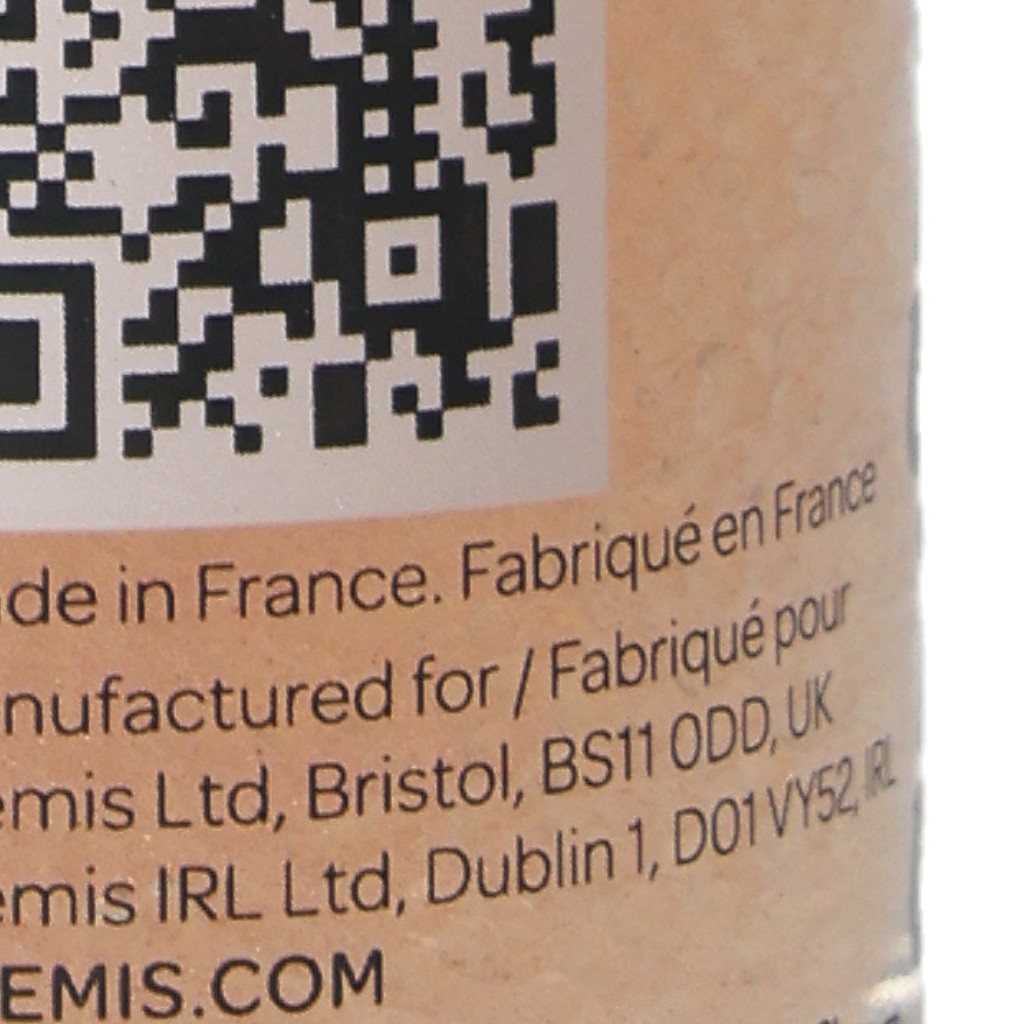 ade in France. Fabriqué en France
nufactured for / Fabriqué pour
emis Ltd, Bristol, BS11 0DD, UK
emis IRL Ltd, Dublin 1, D01 VY52, IRL
EMIS.COM